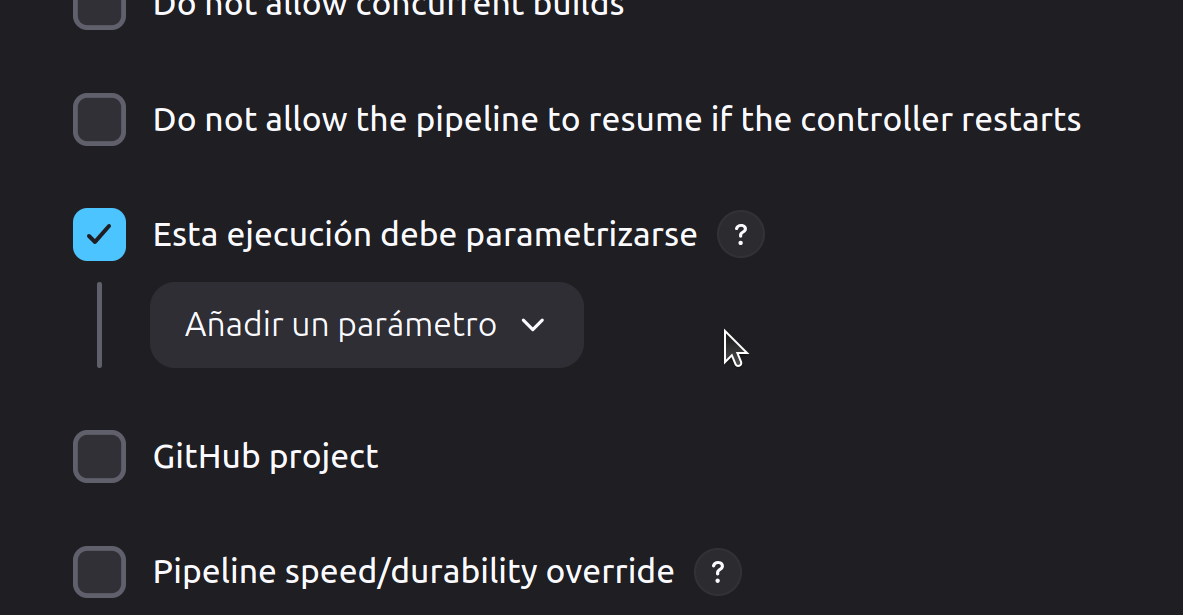 Do not allow concurrent builds
Do not allow the pipeline to resume if the controller restarts
Esta ejecución debe parametrizarse ?
Añadir un parámetro
GitHub project
Pipeline speed/durability override ?